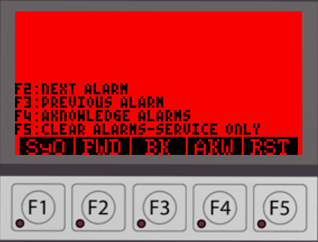 F2:NEXT ALARM
F3:PREVIOUS ALARM
F4:AKNOWLEDGE ALARMS
F5:CLEAR ALARMS-SERVICE ONLY
SyO FWD BK AKW RST
F1 F2 F3 F4 F5